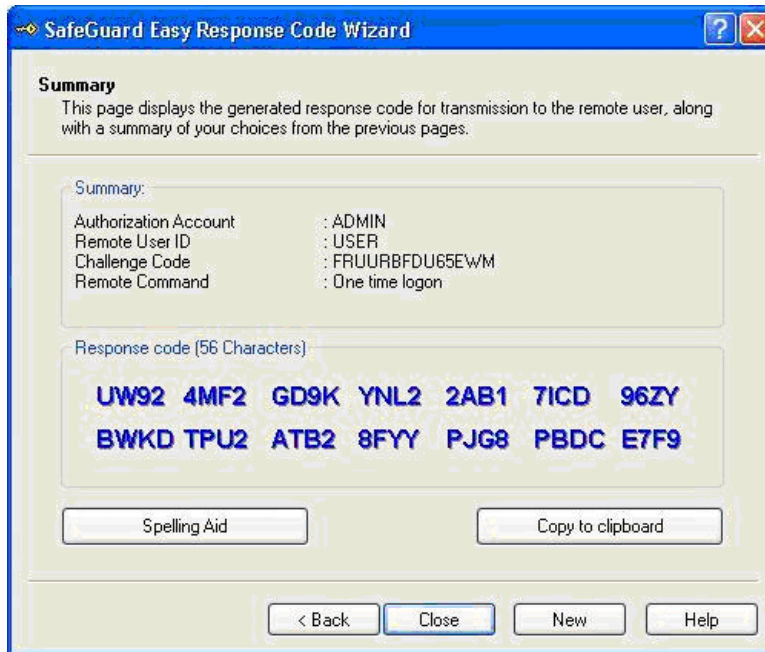 SafeGuard Easy Response Code Wizard
Summary
This page displays the generated response code for transmission to the remote user, along
with a summary of your choices from the previous pages.
Summary:
Authorization Account : ADMIN
Remote User ID : USER
Challenge Code : FRUURBFDU65EWM
Remote Command : One time logon
Response code (56 Characters)
UW92 4MF2 GD9K YNL2 2AB1 7ICD 96ZY
BWKD TPU2 ATB2 8FYY PJG8 PBDC E7F9
Spelling Aid Copy to clipboard
< Back Close New Help